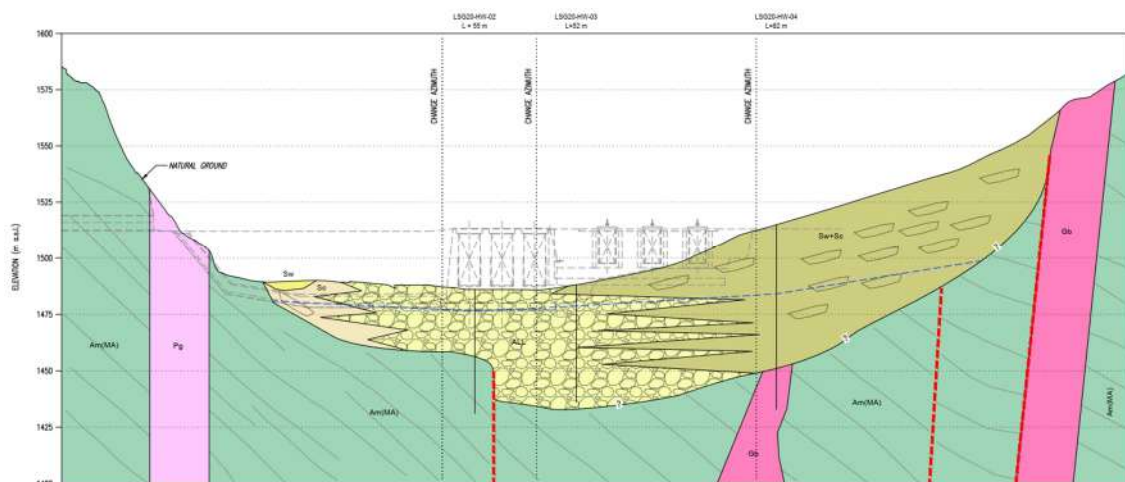 LSG20-HW-02 LSG20-HW-03 LSG20-HW-04
L = 55 m L=52 m L=62 m
1600
CHANGE AZIMUTH CHANGE AZIMUTH CHANGE AZIMUTH
1575
1550
NATURAL GROUND
1525
ELEVATION (m a.s.l.)
Gb
Sw+Sc
1500
?
Sw
Sc
1475
Am(MA) Pg ALL ?
Am(MA)
1450
Am(MA) Am(MA)
?
1425
Gb
1400